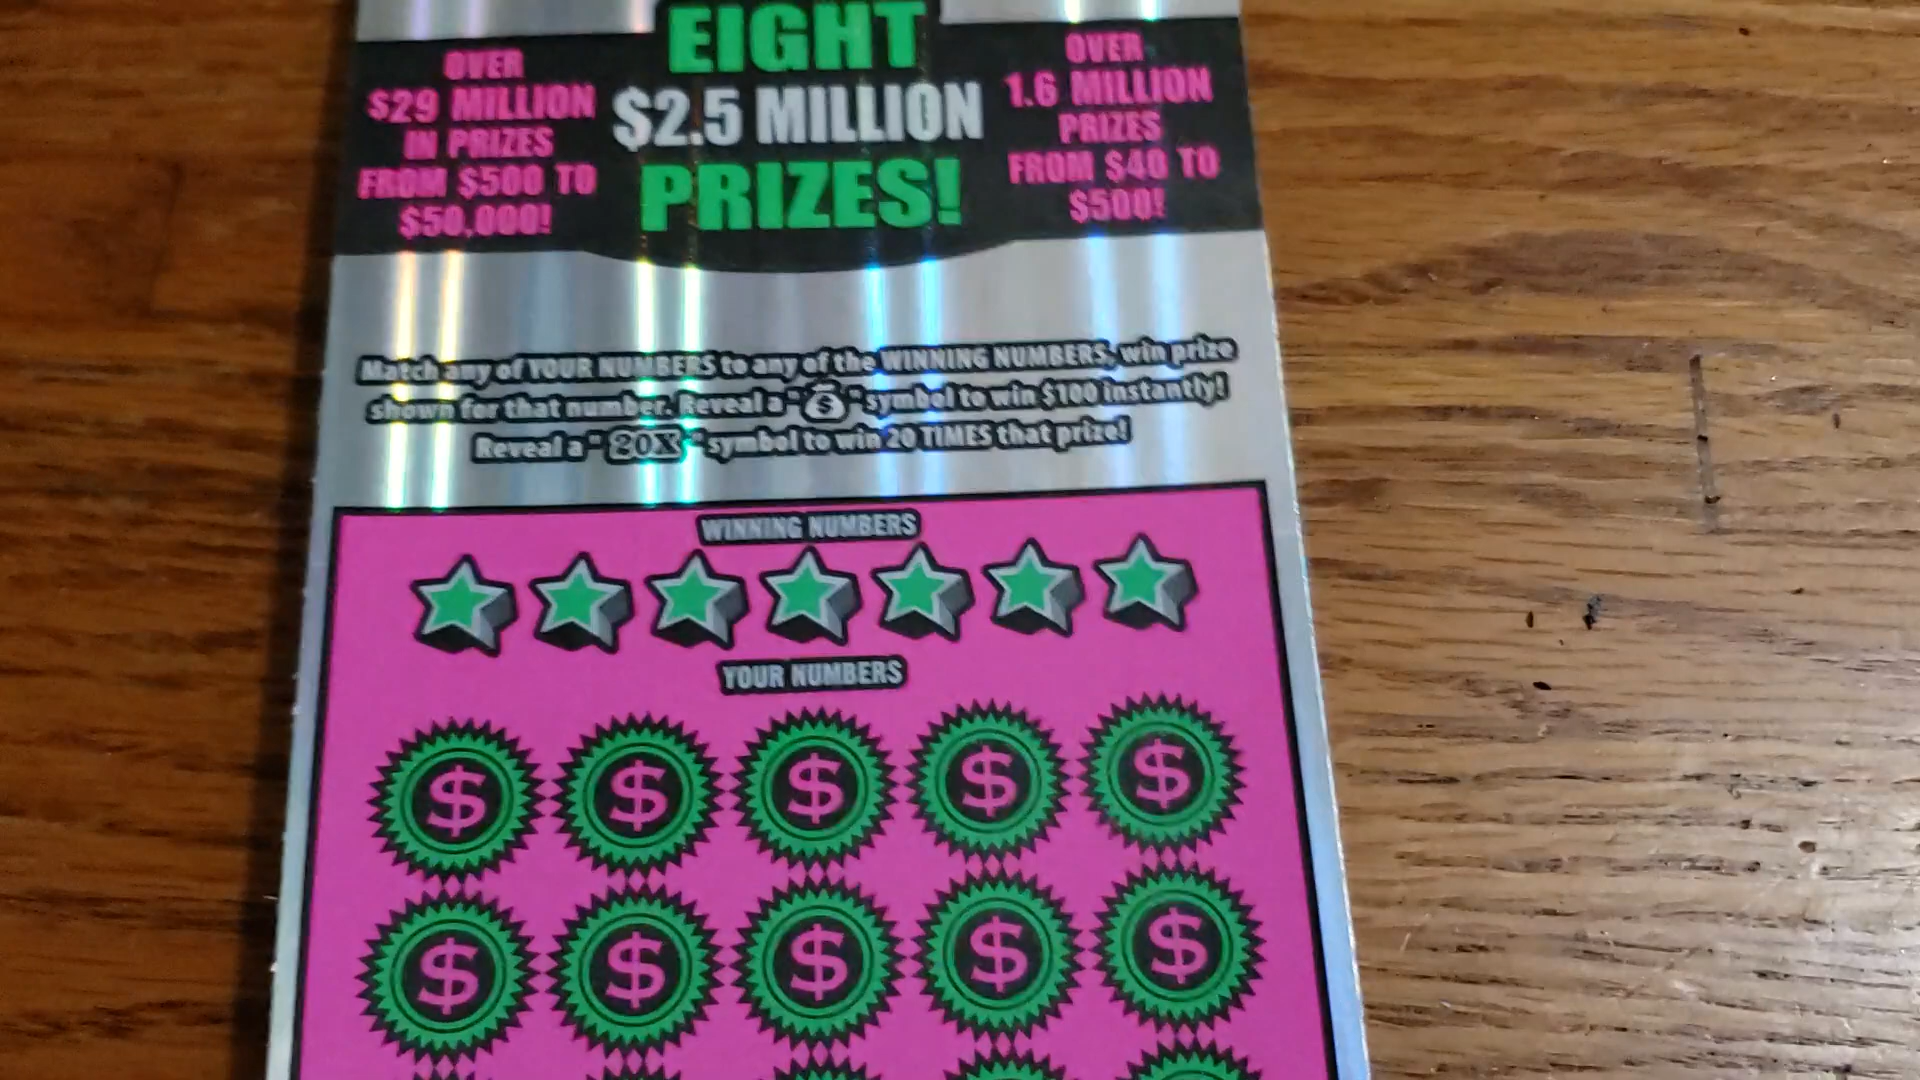 EIGHT
$2.5 MILLION
PRIZES!
OVER
$29 MILLION
IN PRIZES
FROM $500 TO
$50,000!
OVER
1.6 MILLION
PRIZES
FROM $40 TO
$500!
Match any of YOUR NUMBERS to any of the WINNING NUMBERS, win prize
shown for that number. Reveal a "$" symbol to win $100 instantly!
Reveal a "20X" symbol to win 20 TIMES that prize!
WINNING NUMBERS
YOUR NUMBERS
$ $ $ $ $
$ $ $ $ $